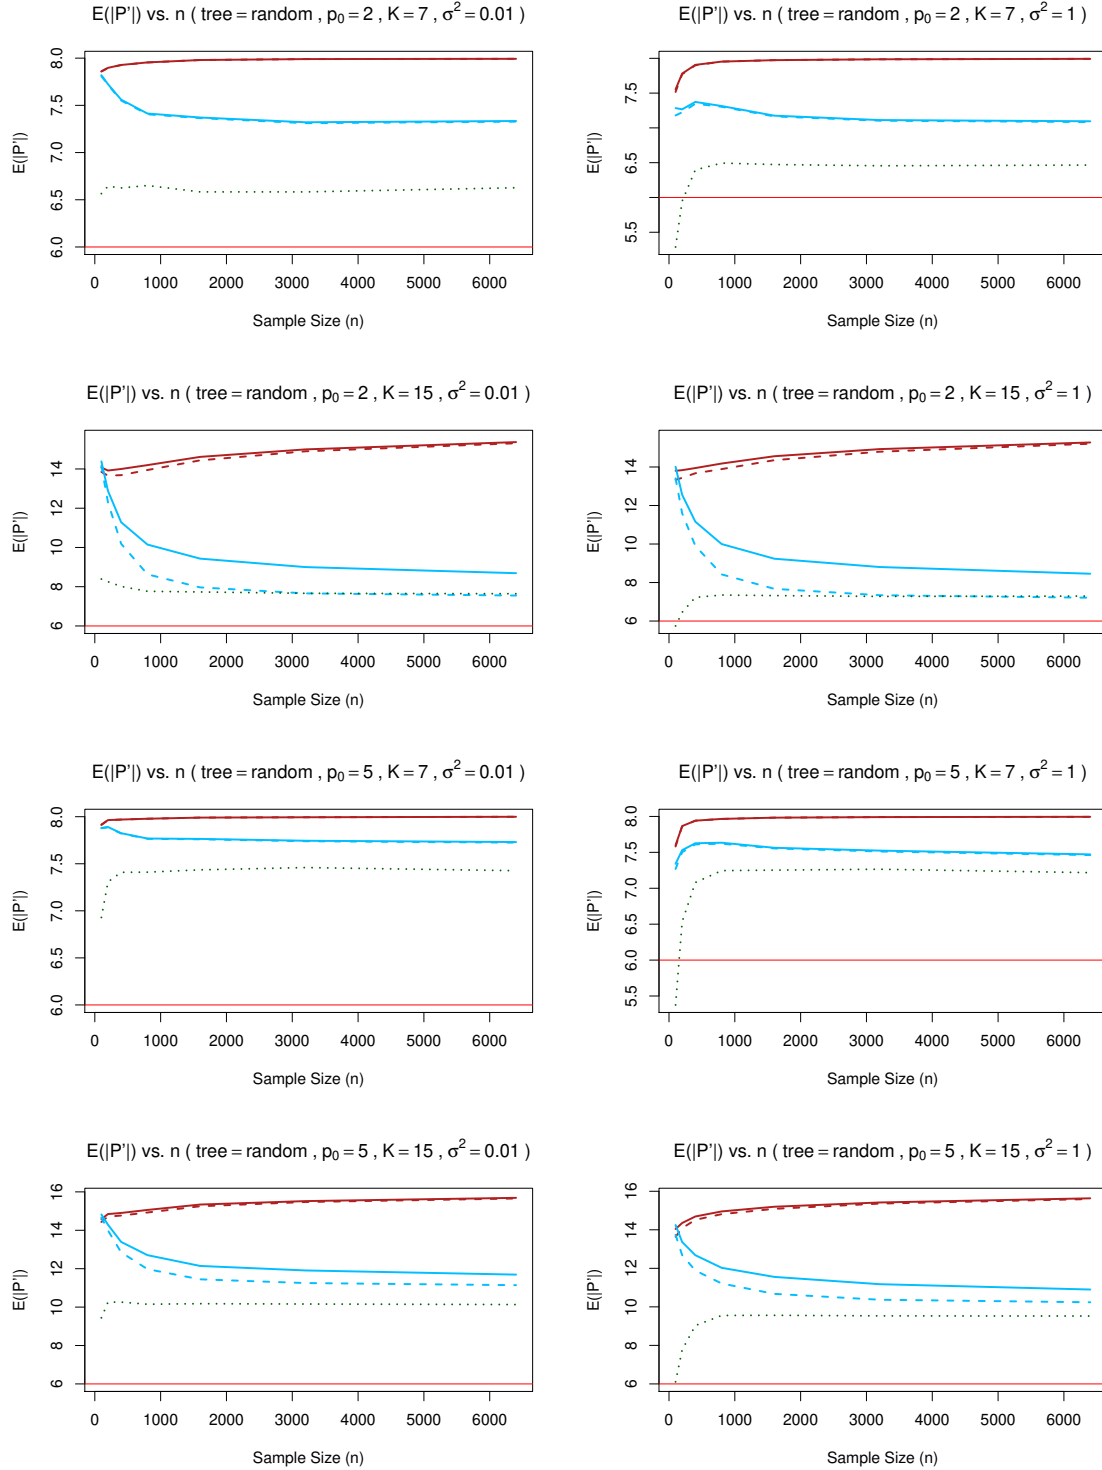 E(|P'|) vs. n ( tree = random , p₀ = 2 , K = 7 , σ² = 0.01 )
E(|P'|)
8.0
7.5
7.0
6.5
6.0
0 1000 2000 3000 4000 5000 6000
Sample Size (n)
E(|P'|) vs. n ( tree = random , p₀ = 2 , K = 7 , σ² = 1 )
E(|P'|)
7.5
6.5
5.5
0 1000 2000 3000 4000 5000 6000
Sample Size (n)
E(|P'|) vs. n ( tree = random , p₀ = 2 , K = 15 , σ² = 0.01 )
E(|P'|)
14
12
10
8
6
0 1000 2000 3000 4000 5000 6000
Sample Size (n)
E(|P'|) vs. n ( tree = random , p₀ = 2 , K = 15 , σ² = 1 )
E(|P'|)
14
12
10
8
6
0 1000 2000 3000 4000 5000 6000
Sample Size (n)
E(|P'|) vs. n ( tree = random , p₀ = 5 , K = 7 , σ² = 0.01 )
E(|P'|)
8.0
7.5
7.0
6.5
6.0
0 1000 2000 3000 4000 5000 6000
Sample Size (n)
E(|P'|) vs. n ( tree = random , p₀ = 5 , K = 7 , σ² = 1 )
E(|P'|)
8.0
7.5
7.0
6.5
6.0
5.5
0 1000 2000 3000 4000 5000 6000
Sample Size (n)
E(|P'|) vs. n ( tree = random , p₀ = 5 , K = 15 , σ² = 0.01 )
E(|P'|)
16
14
12
10
8
6
0 1000 2000 3000 4000 5000 6000
Sample Size (n)
E(|P'|) vs. n ( tree = random , p₀ = 5 , K = 15 , σ² = 1 )
E(|P'|)
16
14
12
10
8
6
0 1000 2000 3000 4000 5000 6000
Sample Size (n)